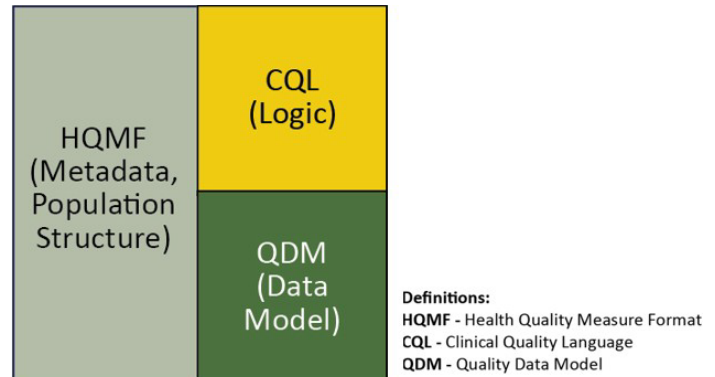 HQMF
(Metadata,
Population
Structure)
CQL
(Logic)
QDM
(Data
Model)
Definitions:
HQMF - Health Quality Measure Format
CQL - Clinical Quality Language
QDM - Quality Data Model